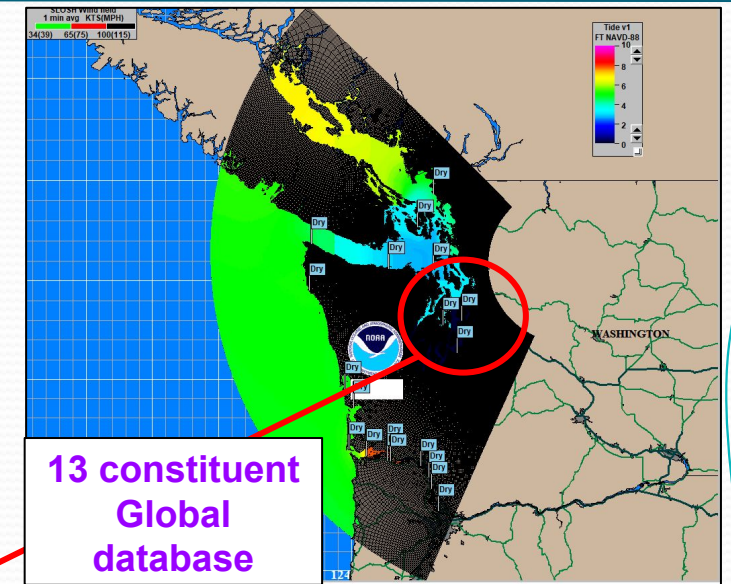 SLOSH Wind field
1 min avg KTS(MPH)
34(39) 65(75) 100(115)
Tide v1
FT NAVD-88
10
8
6
4
2
0
Dry
Dry
Dry
Dry
Dry
Dry
Dry
Dry
Dry
WASHINGTON
NOAA
Dry
Dry
Dry
Dry
Dry
Dry
Dry
Dry
Dry
13 constituent
Global
database
124